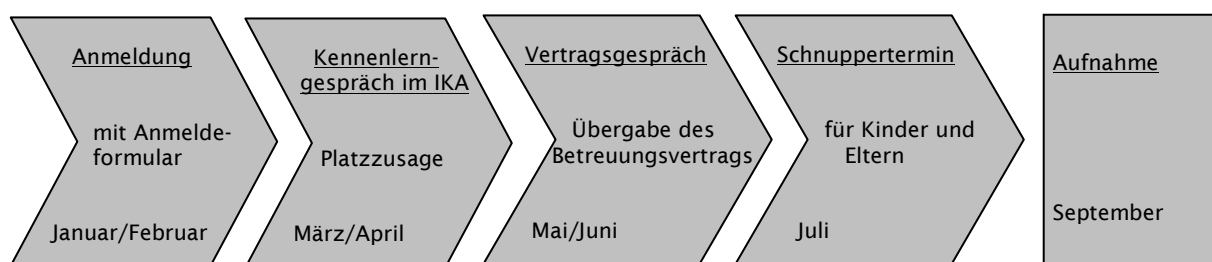 Anmeldung
mit Anmelde-
formular
Januar/Februar
Kennenlern-
gespräch im IKA
Platzzusage
März/April
Vertragsgespräch
Übergabe des
Betreuungsvertrags
Mai/Juni
Schnuppertermin
für Kinder und
Eltern
Juli
Aufnahme
September